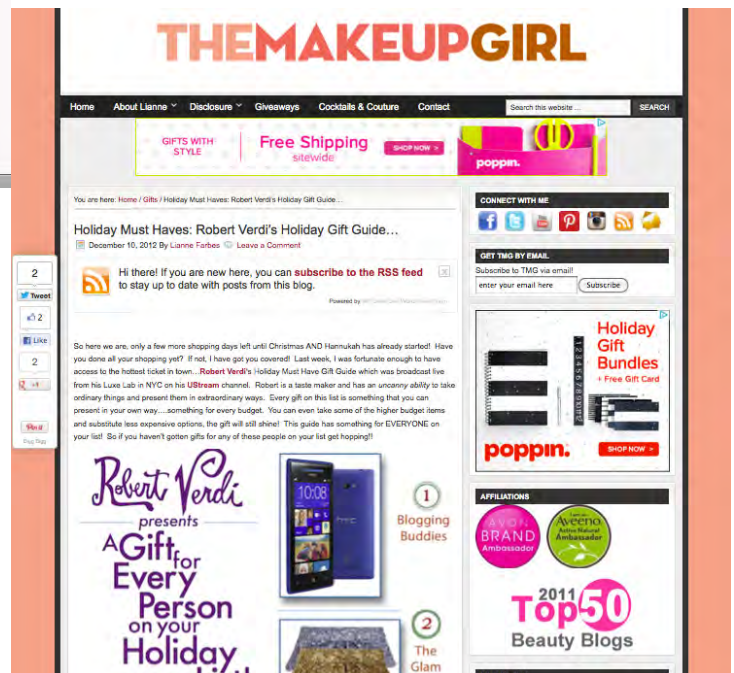 THEMAKEUPGIRL
Home About Lianne Disclosure Giveaways Cocktails & Couture Contact Search this website ... SEARCH
GIFTS WITH STYLE
Free Shipping sitewide
SHOP NOW >
poppin.
You are here: Home / Gifts / Holiday Must Haves: Robert Verdi's Holiday Gift Guide...
Holiday Must Haves: Robert Verdi's Holiday Gift Guide...
December 10, 2012 By Lianne Farbes Leave a Comment
Hi there! If you are new here, you can subscribe to the RSS feed
to stay up to date with posts from this blog.
Powered by
2
Tweet
2
Like
2
+1
Pin it
So here we are, only a few more shopping days left until Christmas AND Hannukah has already started! Have
you done all your shopping yet? If not, I have got you covered! Last week, I was fortunate enough to have
access to the hottest ticket in town...Robert Verdi's Holiday Must Have Gift Guide which was broadcast live
from his Luxe Lab in NYC on his UStream channel. Robert is a taste maker and has an uncanny ability to take
ordinary things and present them in extraordinary ways. Every gift on this list is something that you can
present in your own way....something for every budget. You can even take some of the higher budget items
and substitute less expensive options, the gift will still shine! This guide has something for EVERYONE on
your list! So if you haven't gotten gifts for any of these people on your list get hopping!!
Robert Verdi
presents
A Gift for
Every
Person
on your
Holiday
10:08
hTC
1
Blogging
Buddies
2
The
Glam
CONNECT WITH ME
GET TMG BY EMAIL
Subscribe to TMG via email!
enter your email here Subscribe
Holiday
Gift
Bundles
+ Free Gift Card
poppin.
SHOP NOW >
AFFILIATIONS
AVON
BRAND
Ambassador
I am an
Aveeno
Active Natural
Ambassador
2011
Top50
Beauty Blogs